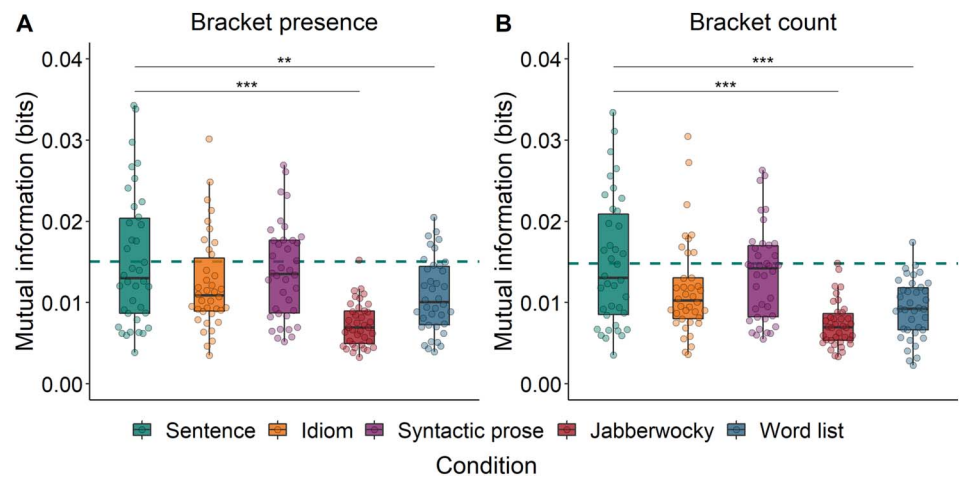 A Bracket presence
B Bracket count
Mutual information (bits)
0.04
0.03
0.02
0.01
0.00
**
***
Mutual information (bits)
0.04
0.03
0.02
0.01
0.00
***
***
Sentence Idiom Syntactic prose Jabberwocky Word list
Condition